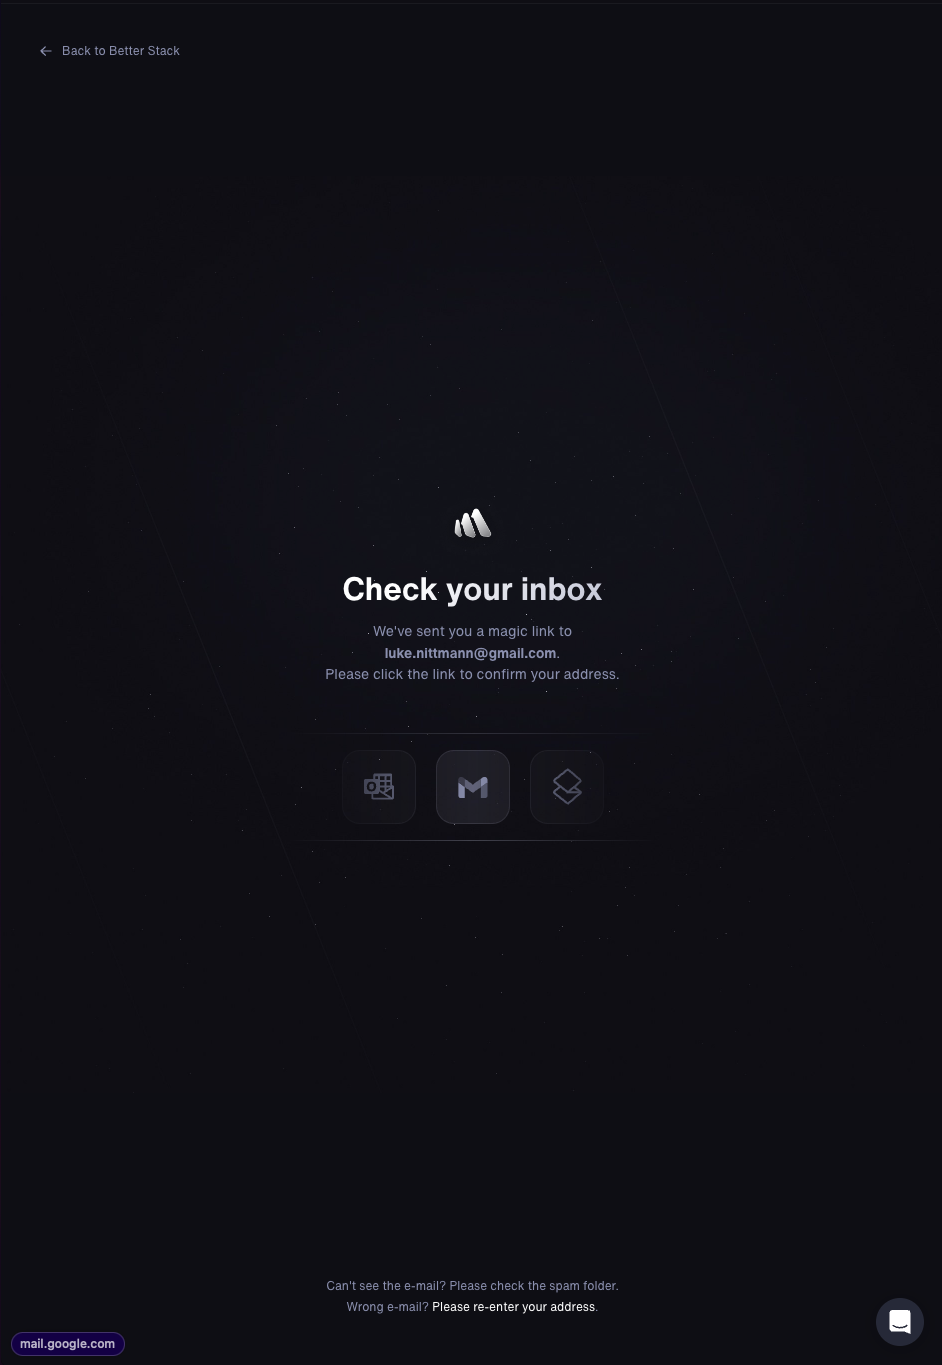 Back to Better Stack
Check your inbox
We've sent you a magic link to
luke.nittmann@gmail.com.
Please click the link to confirm your address.
Can't see the e-mail? Please check the spam folder.
Wrong e-mail? Please re-enter your address.
mail.google.com